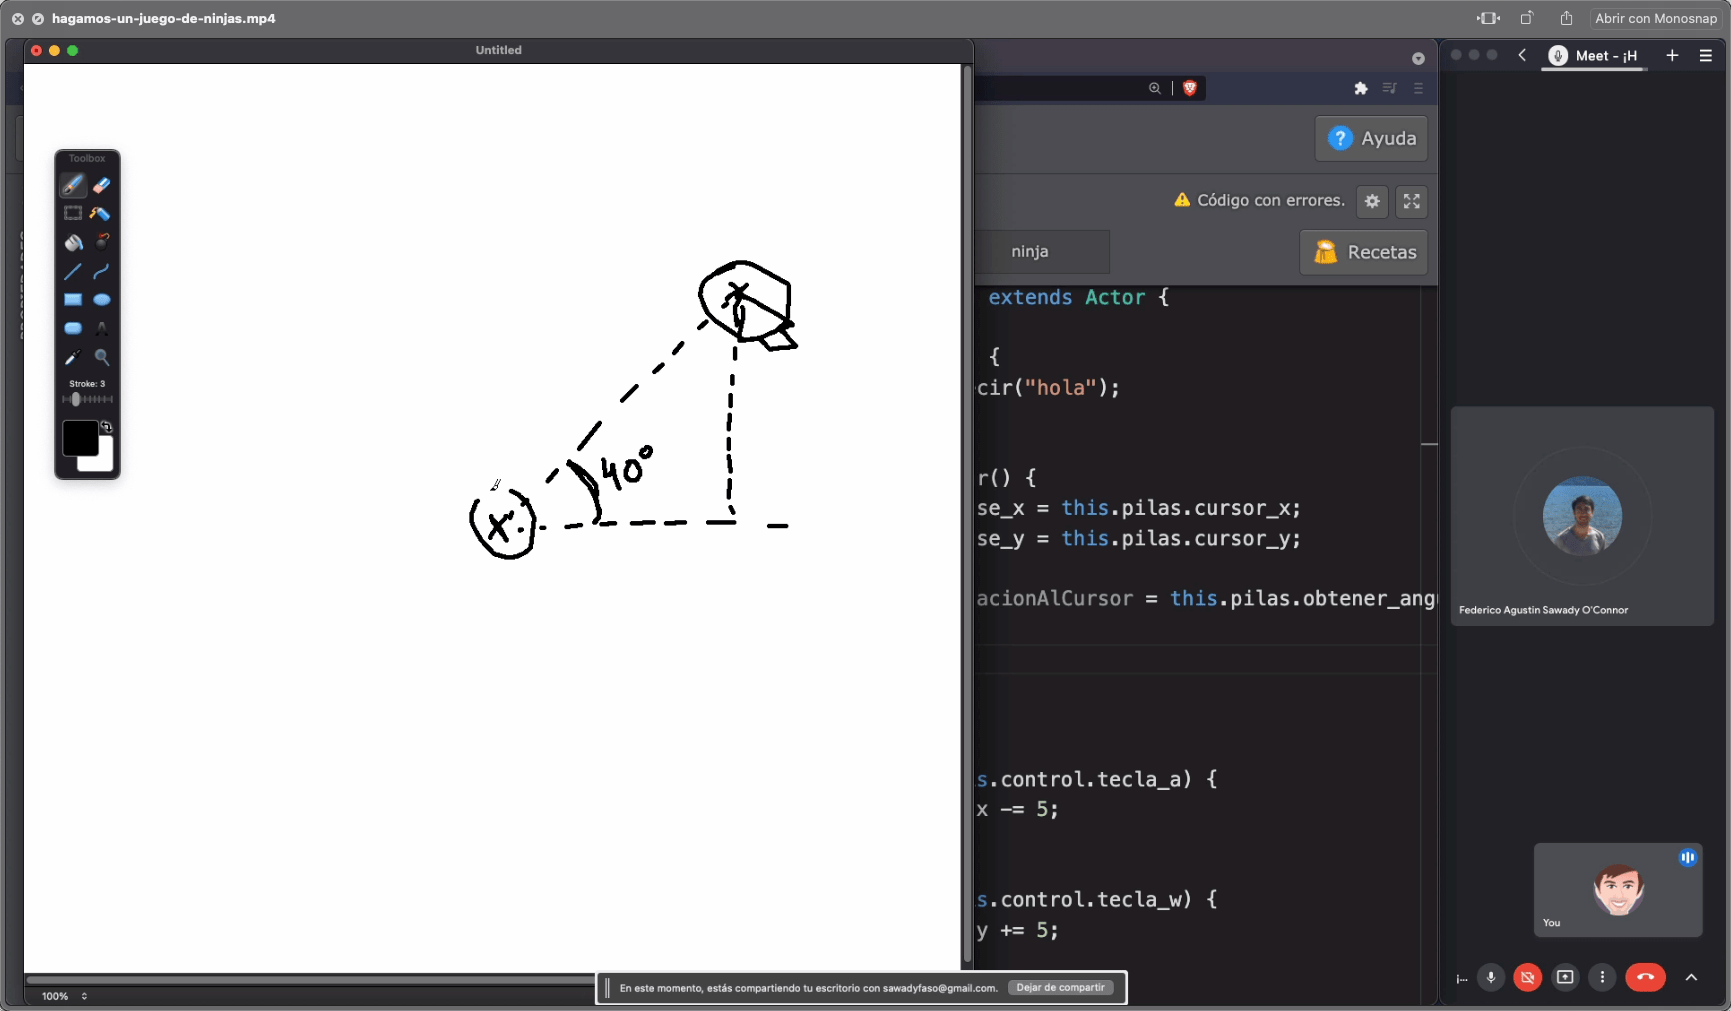 hagamos-un-juego-de-ninjas.mp4
Abrir con Monosnap
Untitled
Meet - ¡H
Toolbox
Stroke: 3
Ayuda
Código con errores.
ninja
Recetas
extends Actor {
{
cir("hola");
r() {
se_x = this.pilas.cursor_x;
se_y = this.pilas.cursor_y;
acionAlCursor = this.pilas.obtener_ang
s.control.tecla_a) {
x -= 5;
s.control.tecla_w) {
y += 5;
x
40°
x
Federico Agustin Sawady O'Connor
You
100%
En este momento, estás compartiendo tu escritorio con sawadyfaso@gmail.com.
Dejar de compartir